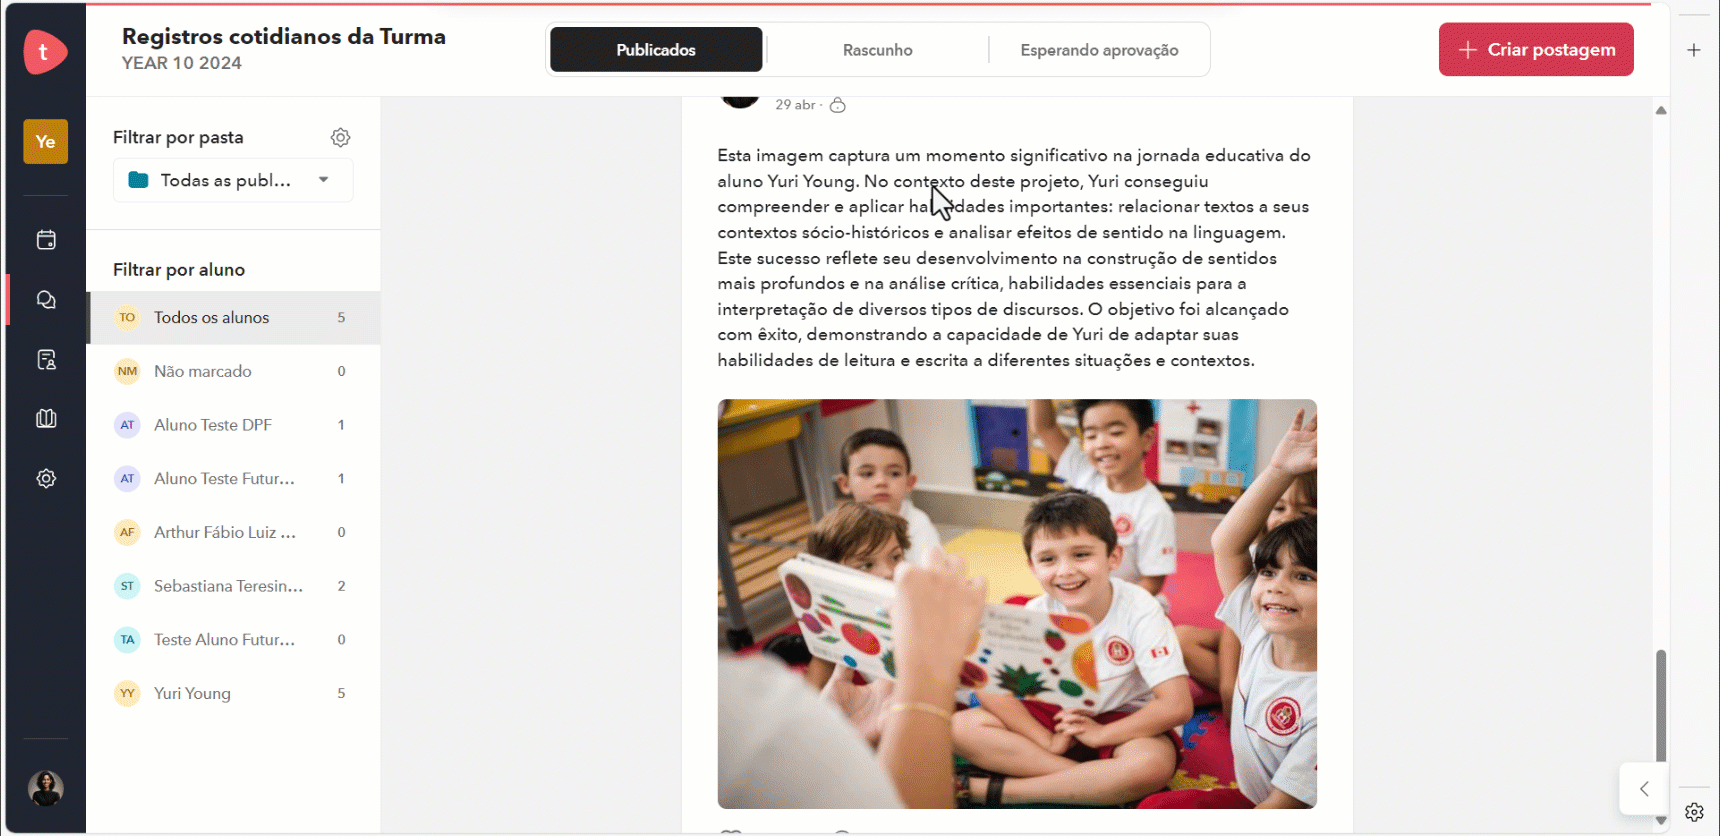 t
Registros cotidianos da Turma
YEAR 10 2024
Publicados
Rascunho
Esperando aprovação
+ Criar postagem
Ye
Filtrar por pasta
Todas as publ...
Filtrar por aluno
TO Todos os alunos 5
NM Não marcado 0
AT Aluno Teste DPF 1
AT Aluno Teste Futur... 1
AF Arthur Fábio Luiz ... 0
ST Sebastiana Teresin... 2
TA Teste Aluno Futur... 0
YY Yuri Young 5
29 abr ·
Esta imagem captura um momento significativo na jornada educativa do
aluno Yuri Young. No contexto deste projeto, Yuri conseguiu
compreender e aplicar habilidades importantes: relacionar textos a seus
contextos sócio-históricos e analisar efeitos de sentido na linguagem.
Este sucesso reflete seu desenvolvimento na construção de sentidos
mais profundos e na análise crítica, habilidades essenciais para a
interpretação de diversos tipos de discursos. O objetivo foi alcançado
com êxito, demonstrando a capacidade de Yuri de adaptar suas
habilidades de leitura e escrita a diferentes situações e contextos.